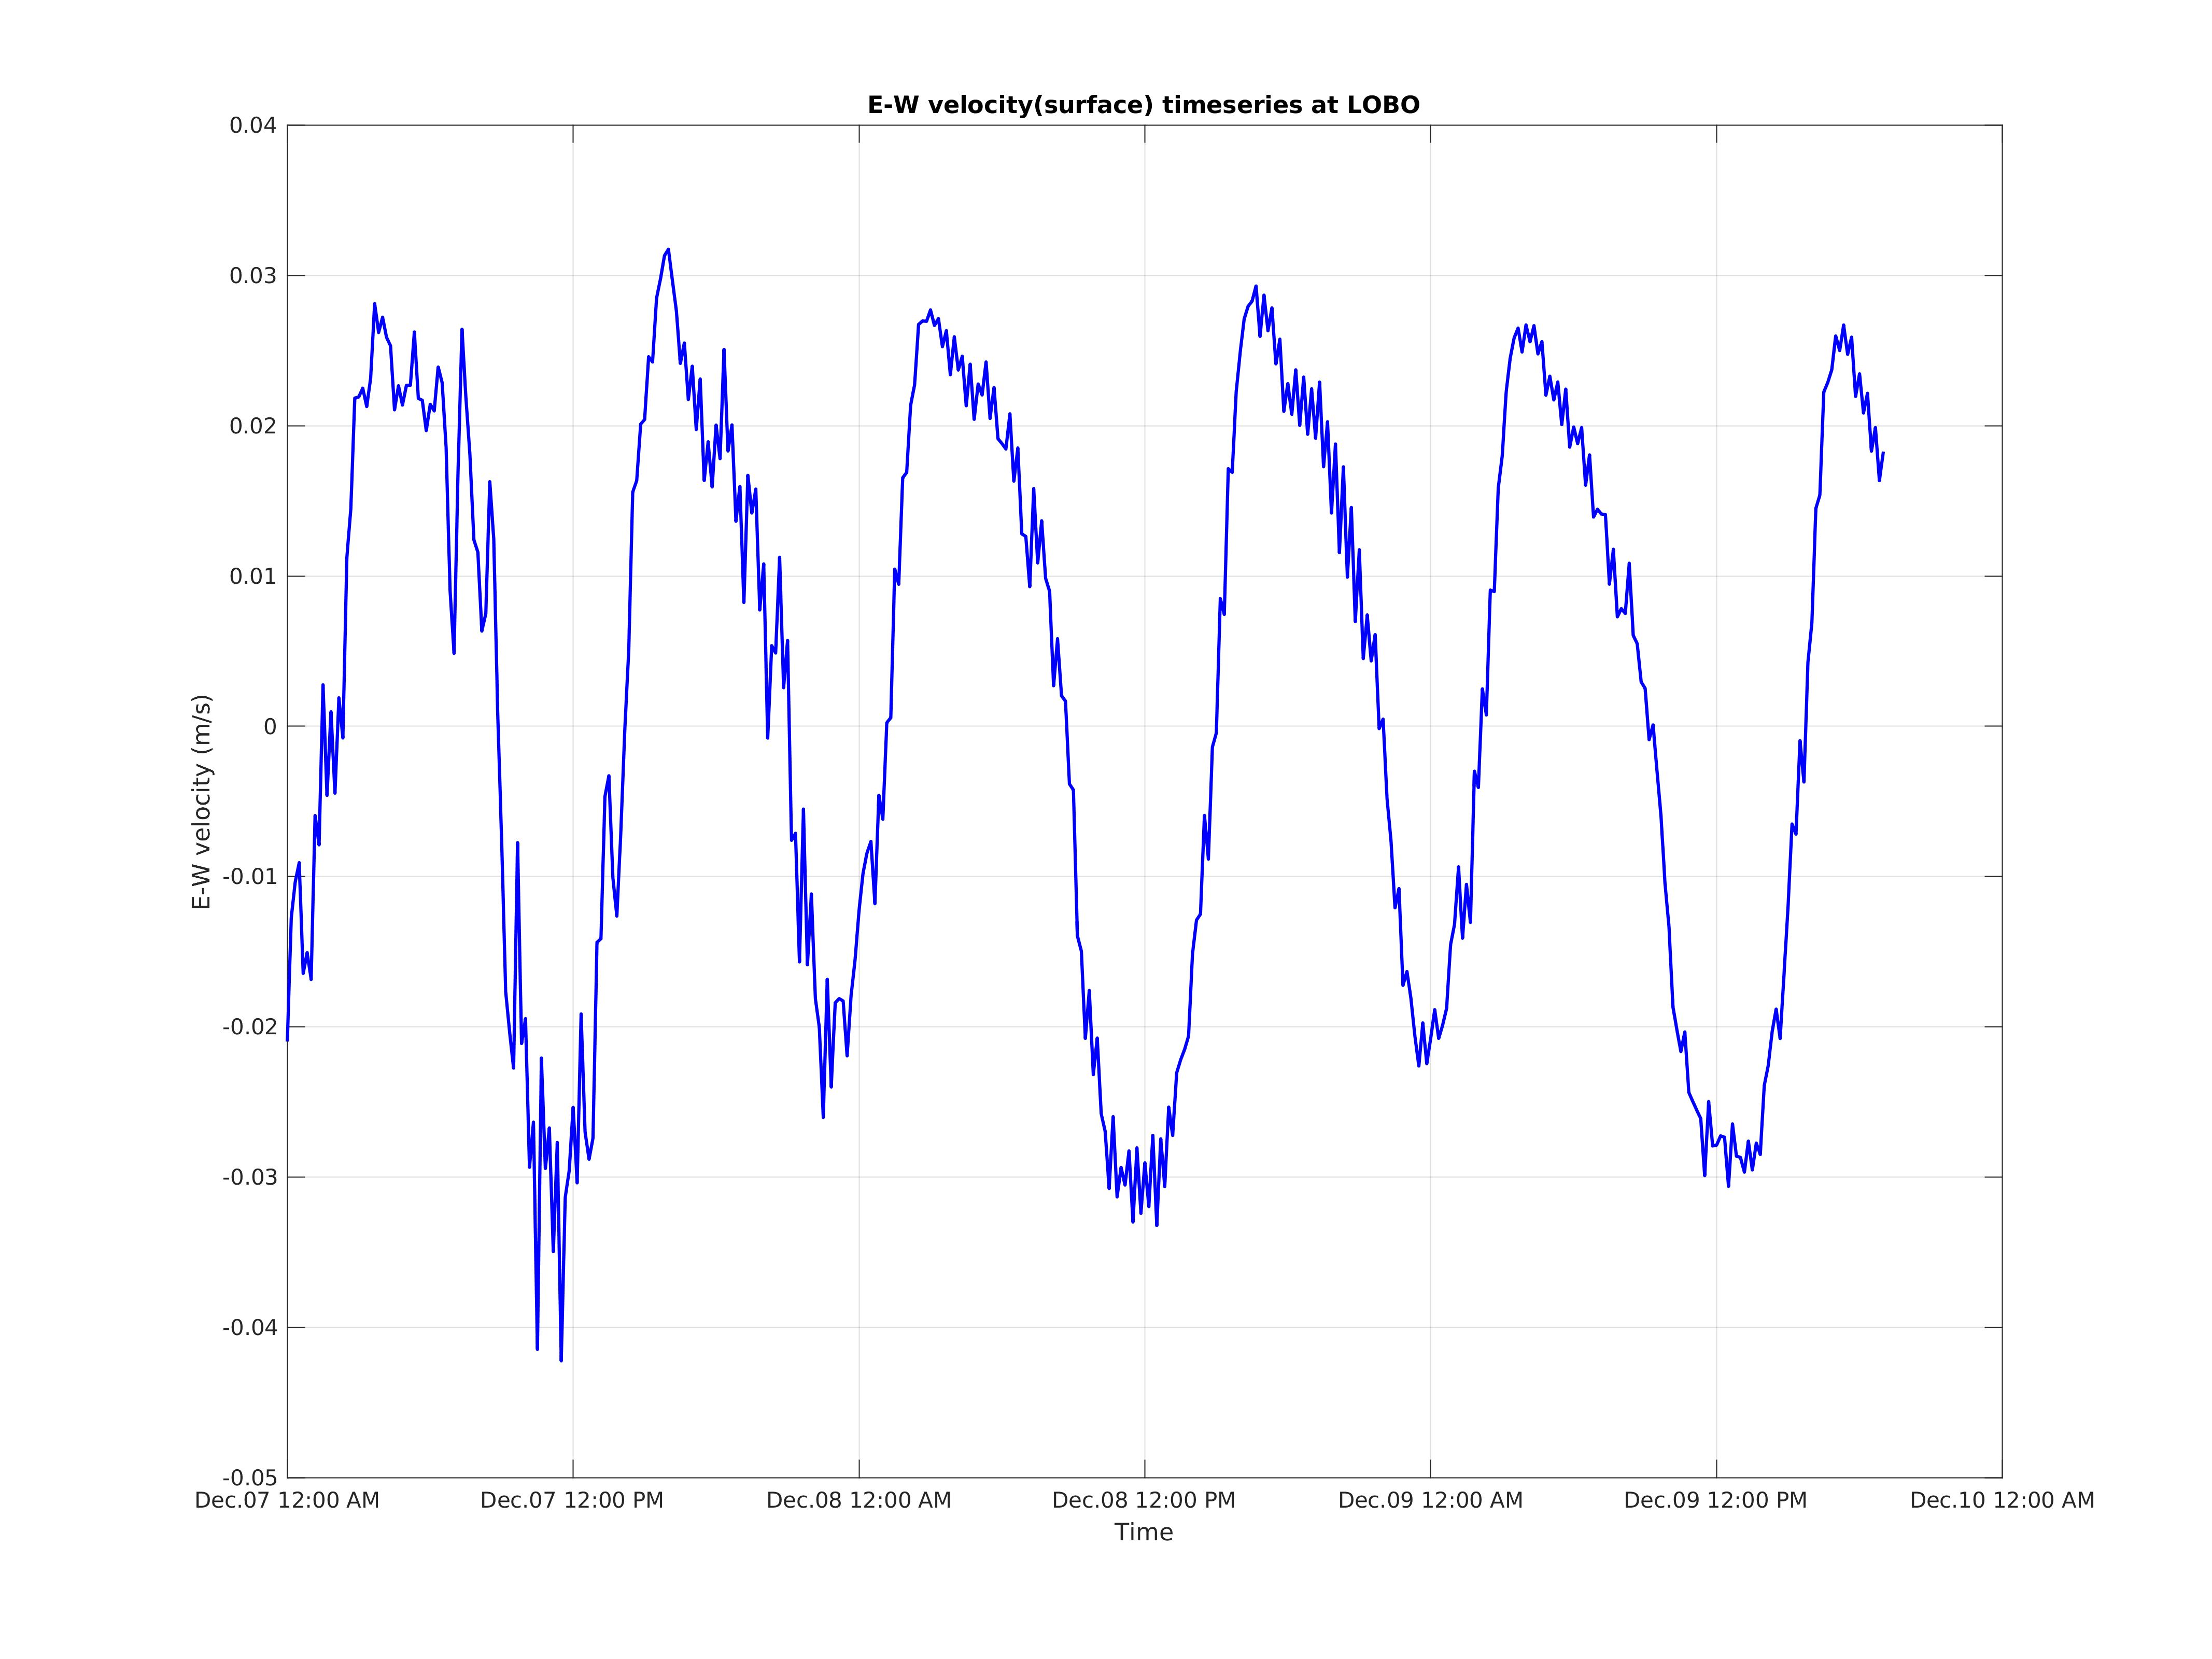 E-W velocity(surface) timeseries at LOBO
0.04
0.03
0.02
0.01
0
-0.01
-0.02
-0.03
-0.04
-0.05
E-W velocity (m/s)
Dec.07 12:00 AM
Dec.07 12:00 PM
Dec.08 12:00 AM
Dec.08 12:00 PM
Dec.09 12:00 AM
Dec.09 12:00 PM
Dec.10 12:00 AM
Time